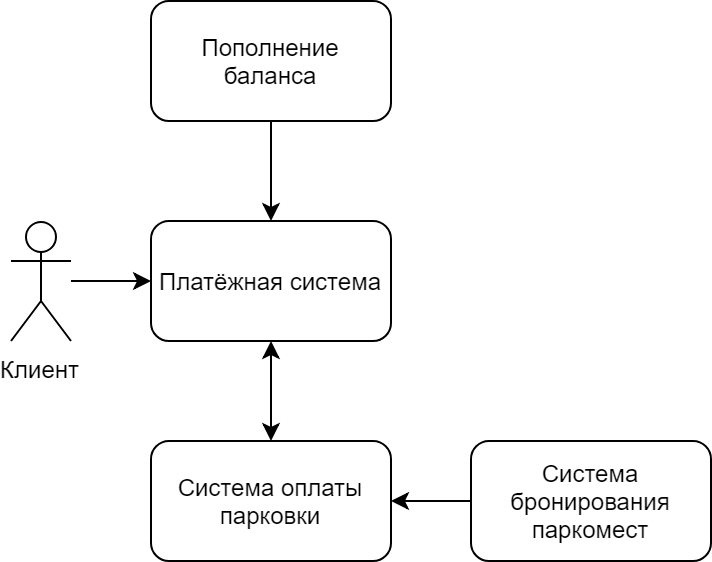 Пополнение
баланса
Платёжная система
Клиент
Система оплаты
парковки
Система
бронирования
паркомест